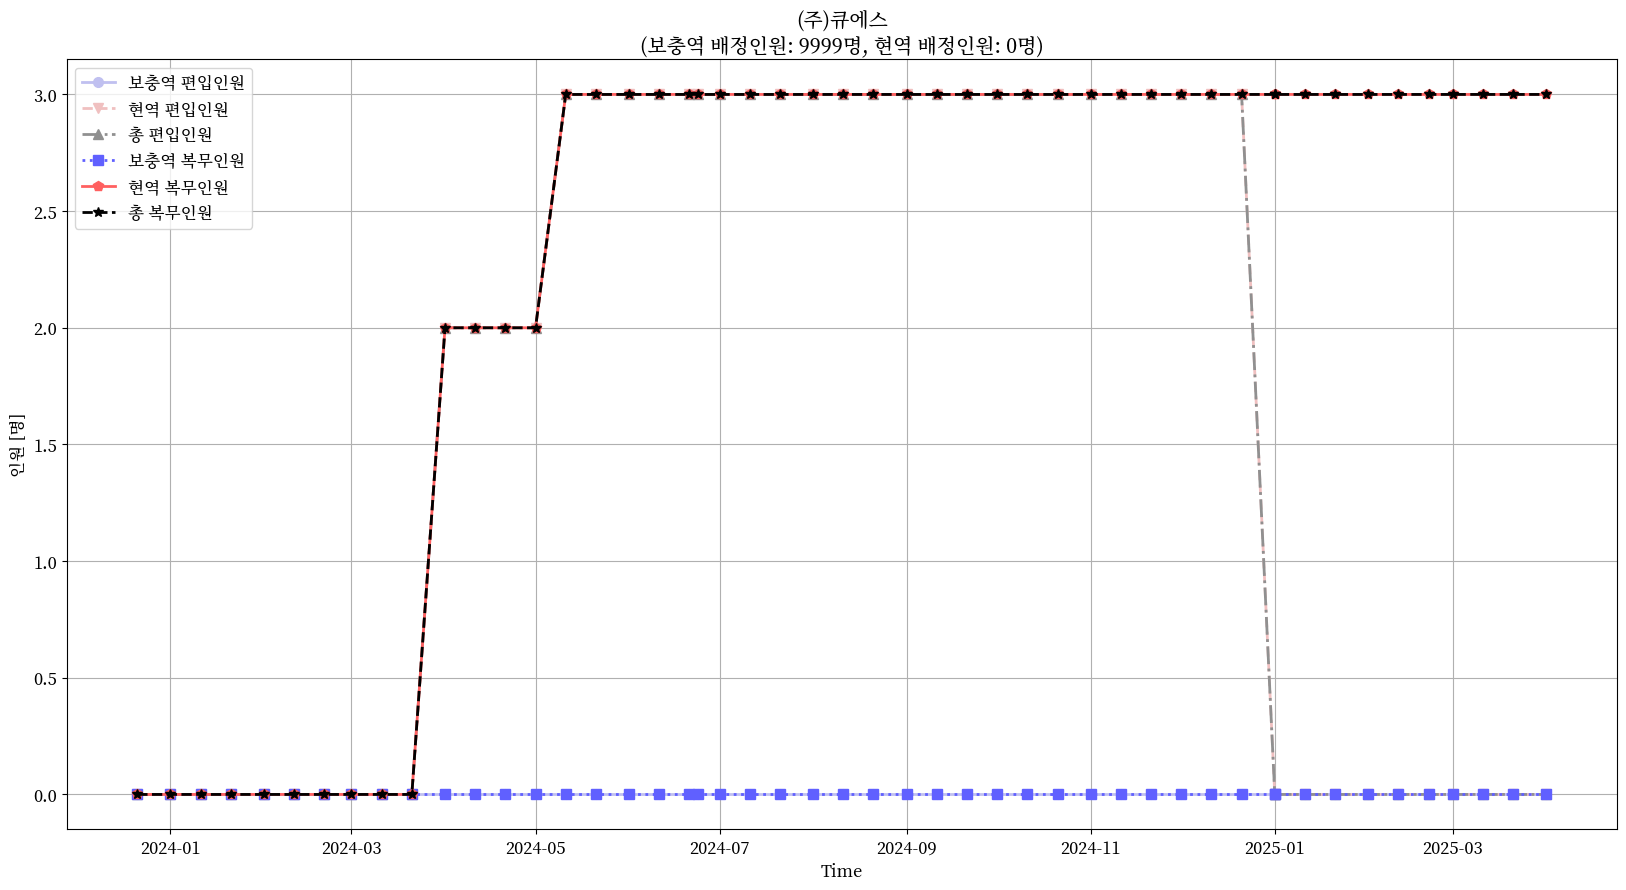 (주)큐에스
(보충역 배정인원: 9999명, 현역 배정인원: 0명)
보충역 편입인원
현역 편입인원
총 편입인원
보충역 복무인원
현역 복무인원
총 복무인원
3.0
2.5
2.0
1.5
1.0
0.5
0.0
인원 [명]
2024-01 2024-03 2024-05 2024-07 2024-09 2024-11 2025-01 2025-03
Time